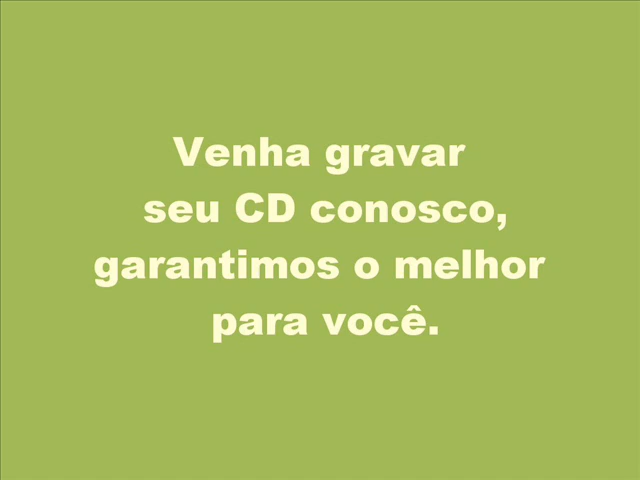 Venha gravar
seu CD conosco,
garantimos o melhor
para você.